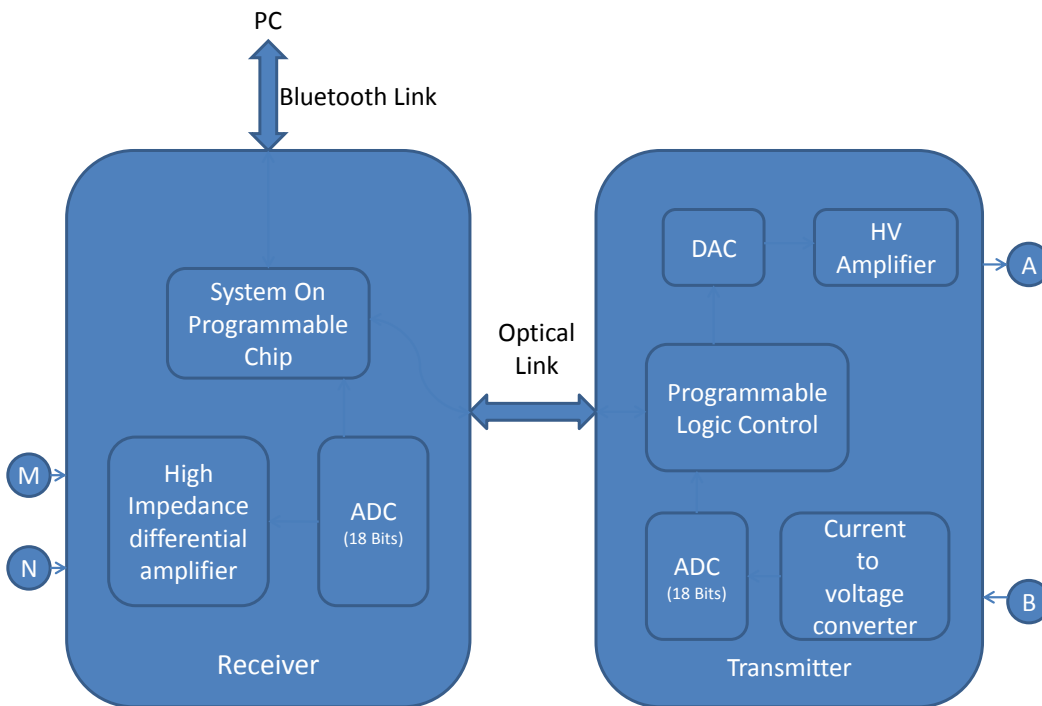 PC
Bluetooth Link
System On
Programmable
Chip
M
N
High
Impedance
differential
amplifier
ADC
(18 Bits)
Receiver
Optical
Link
DAC
HV
Amplifier
A
Programmable
Logic Control
ADC
(18 Bits)
Current
to
voltage
converter
B
Transmitter